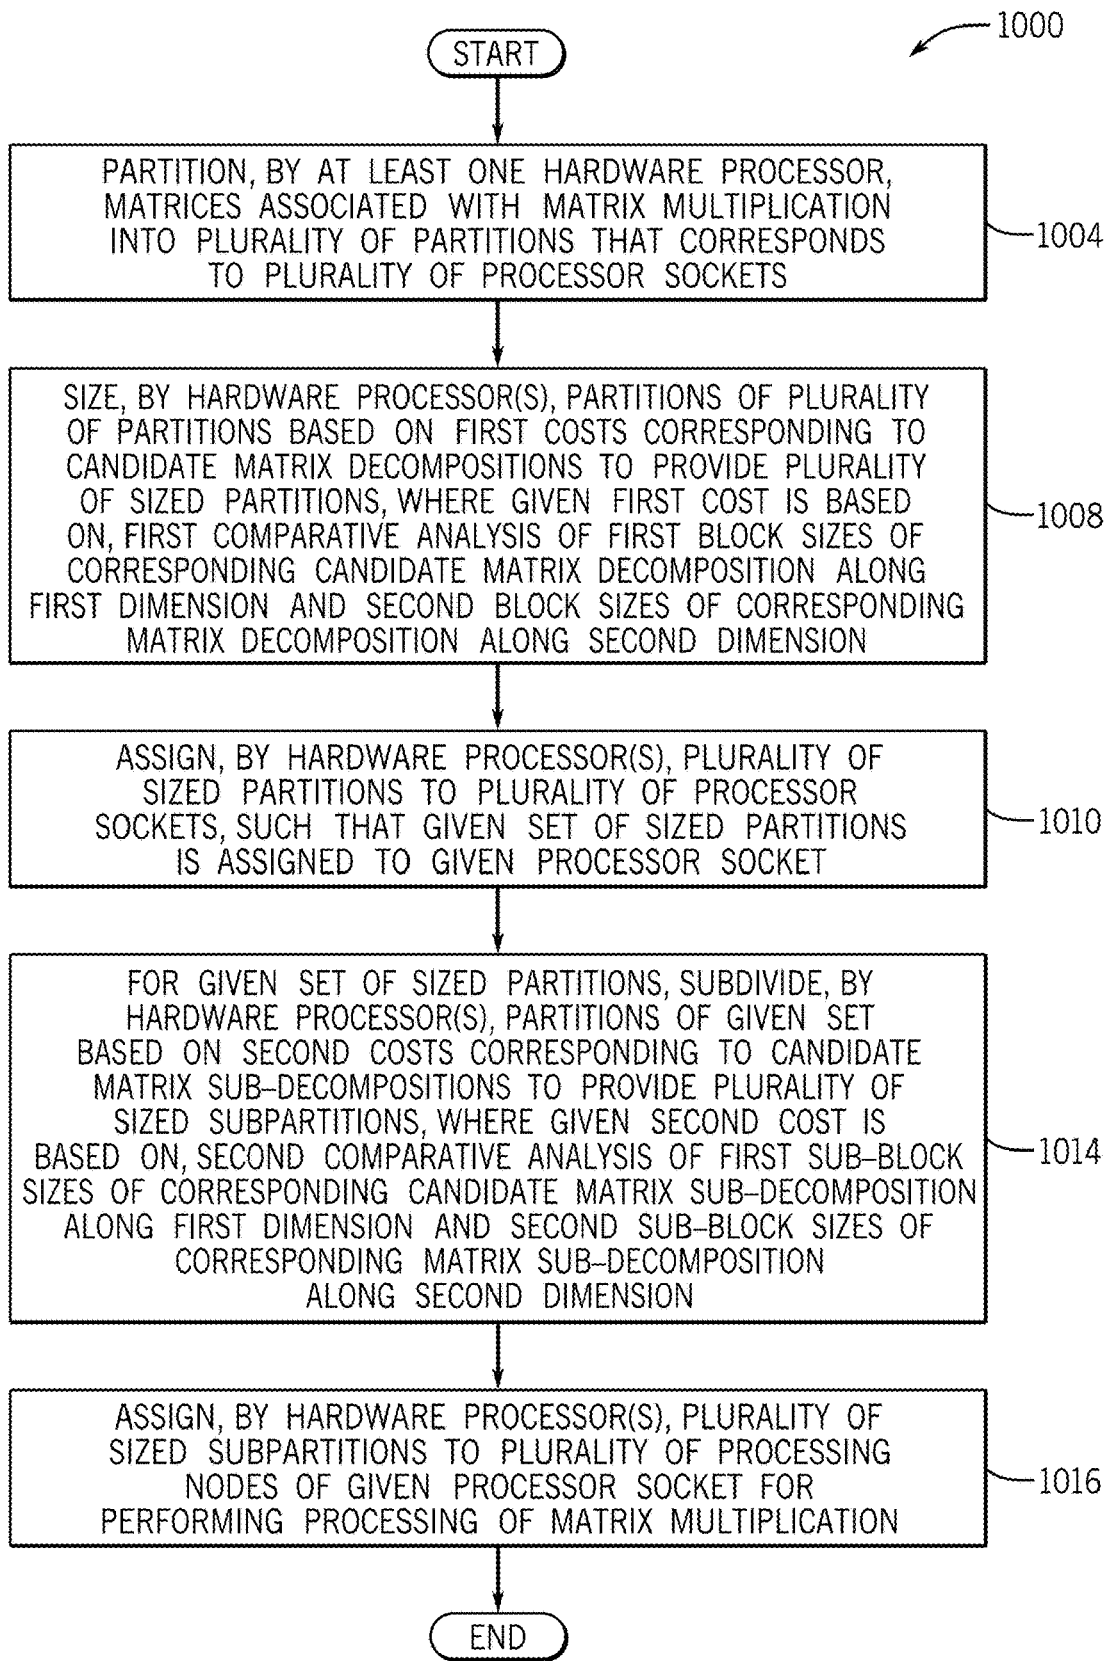 1000
START
PARTITION, BY AT LEAST ONE HARDWARE PROCESSOR,
MATRICES ASSOCIATED WITH MATRIX MULTIPLICATION
INTO PLURALITY OF PARTITIONS THAT CORRESPONDS
TO PLURALITY OF PROCESSOR SOCKETS
1004
SIZE, BY HARDWARE PROCESSOR(S), PARTITIONS OF PLURALITY
OF PARTITIONS BASED ON FIRST COSTS CORRESPONDING TO
CANDIDATE MATRIX DECOMPOSITIONS TO PROVIDE PLURALITY
OF SIZED PARTITIONS, WHERE GIVEN FIRST COST IS BASED
ON, FIRST COMPARATIVE ANALYSIS OF FIRST BLOCK SIZES OF
CORRESPONDING CANDIDATE MATRIX DECOMPOSITION ALONG
FIRST DIMENSION AND SECOND BLOCK SIZES OF CORRESPONDING
MATRIX DECOMPOSITION ALONG SECOND DIMENSION
1008
ASSIGN, BY HARDWARE PROCESSOR(S), PLURALITY OF
SIZED PARTITIONS TO PLURALITY OF PROCESSOR
SOCKETS, SUCH THAT GIVEN SET OF SIZED PARTITIONS
IS ASSIGNED TO GIVEN PROCESSOR SOCKET
1010
FOR GIVEN SET OF SIZED PARTITIONS, SUBDIVIDE, BY
HARDWARE PROCESSOR(S), PARTITIONS OF GIVEN SET
BASED ON SECOND COSTS CORRESPONDING TO CANDIDATE
MATRIX SUB-DECOMPOSITIONS TO PROVIDE PLURALITY OF
SIZED SUBPARTITIONS, WHERE GIVEN SECOND COST IS
BASED ON, SECOND COMPARATIVE ANALYSIS OF FIRST SUB-BLOCK
SIZES OF CORRESPONDING CANDIDATE MATRIX SUB-DECOMPOSITION
ALONG FIRST DIMENSION AND SECOND SUB-BLOCK SIZES OF
CORRESPONDING MATRIX SUB-DECOMPOSITION
ALONG SECOND DIMENSION
1014
ASSIGN, BY HARDWARE PROCESSOR(S), PLURALITY OF
SIZED SUBPARTITIONS TO PLURALITY OF PROCESSING
NODES OF GIVEN PROCESSOR SOCKET FOR
PERFORMING PROCESSING OF MATRIX MULTIPLICATION
1016
END